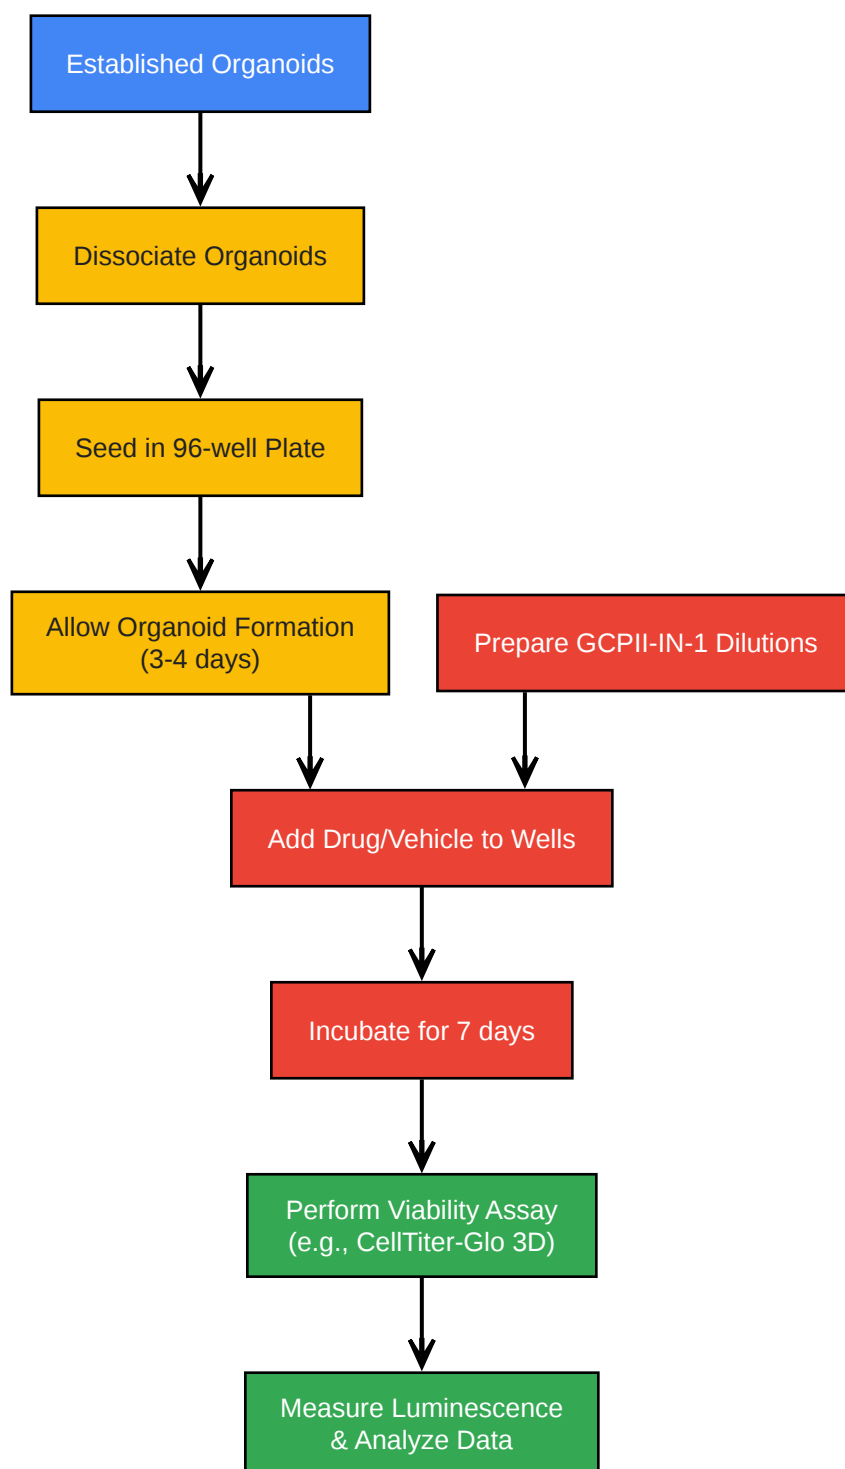 Established Organoids
Dissociate Organoids
Seed in 96-well Plate
Allow Organoid Formation
(3-4 days)
Prepare GCPII-IN-1 Dilutions
Add Drug/Vehicle to Wells
Incubate for 7 days
Perform Viability Assay
(e.g., CellTiter-Glo 3D)
Measure Luminescence
& Analyze Data